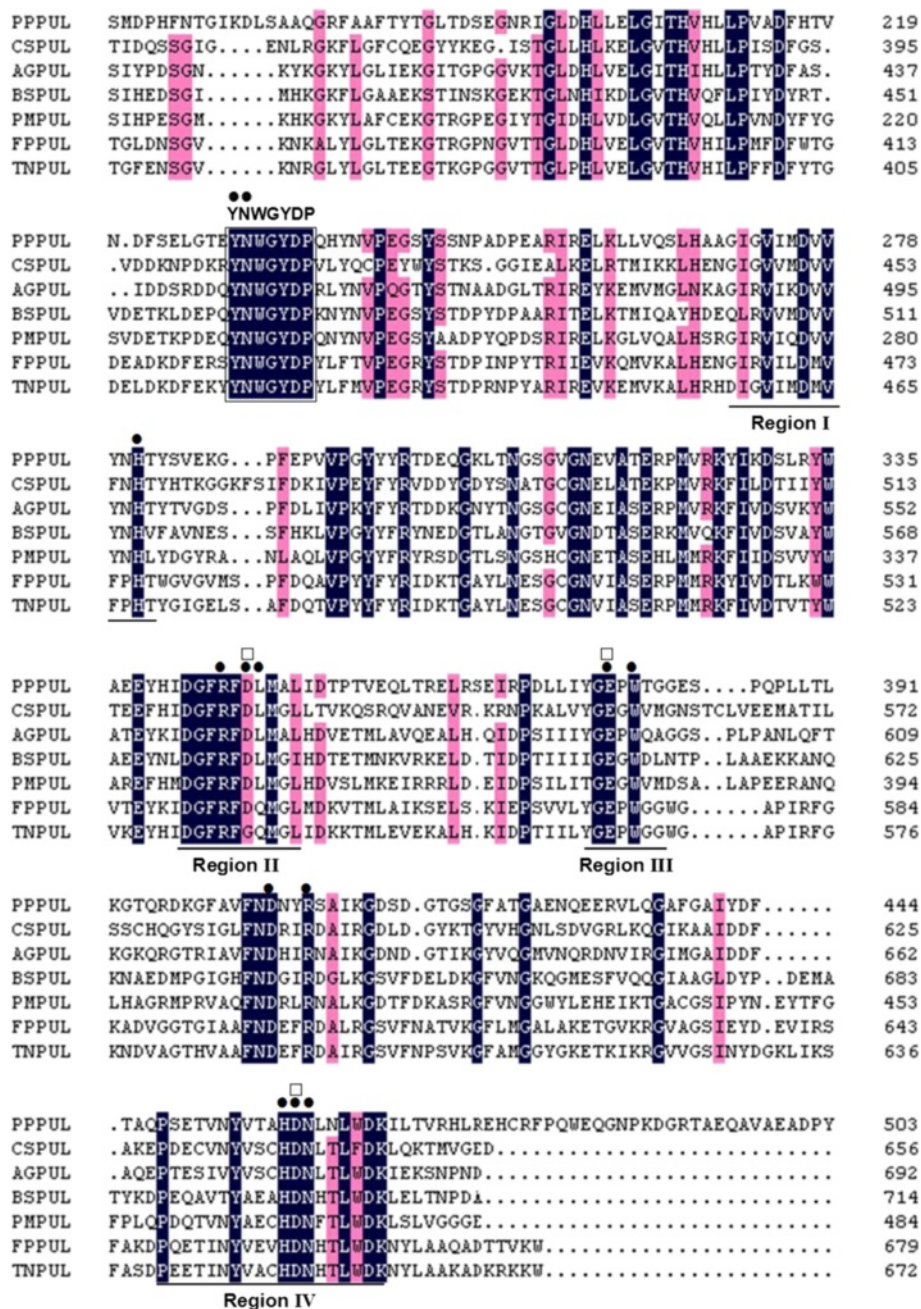 PPPUL SMDPHFNTGIKDLSAAQGRFAAFTYTGLTDSEGNRIGLDHLLELGITHVHLLPVADFHTV 219
CSPUL TIDQSSGIG....ENLRGKFLGFCQEGYYKEG.ISTGLLHLKELGVTHVHLLPISDFGS. 395
AGPUL SIYPDSGN......KYKGKYLGLIEKGITGPGGVKTGLDHLVELGITHIHLLPTYDFAS. 437
BSPUL SIHEDSGI......MHKGKFLGAAEKSTINSKGEKTGLNHIKDLGVTHVQFLPIYDYRT. 451
PMPUL SIHPESGM......KHKGKYLAFCEKGTRGPEGIYTGIDHLVDLGVTHVQLLPVNDYFYG 220
FPPUL TGLDNSGV......KNKALYLGLTEEGTRGPNGVTTGLDHLVELGVTHVHILPMFDFWTG 413
TNPUL TGFENSGV......KNRGLYLGLTEEGTKGPGGVTTGLPHLVELGVTHVHILPFFDFYTG 405
YNWGYDP
PPPUL N.DFSELGTHYNWGYDPQHYNVPEGSYSSNPADPEARIRELKLLVQSLHAAGIGVIMDVV 278
CSPUL .VDDKNPDKRYNWGYDPVLYQCPEYWYSTKS.GGIEALKELRTMIKKLHENGIGVVMDVV 453
AGPUL ..IDDSRDDQYNWGYDPRLYNVPQGTYSTNAADGLTRIREYKEMVMGLNKAGIRVIKDVV 495
BSPUL VDETKLDEPQYNWGYDPKNYNVPEGSYSTDPYDPAARITELKTMIQAYHDEQLRVVMDVV 511
PMPUL SVDETKPDEQYNWGYDPQNYNVPEGSYAADPYQPDSRIRELKGLVQALHSRGIRVIQDVV 280
FPPUL DEADKDFERSYNWGYDPYLFTVPEGRYSTDPINPYTRIIEVKQMVKALHENGIRVILDMV 473
TNPUL DELDKDFEKYYNWGYDPYLFMVPEGRYSTDPRNPYARIREVKEMVKALHRHDIGVIMDMV 465
Region I
PPPUL YNHTYSVEKG...PFEPVVPGYYYRTDEQGKLTNGSGVGNEVATERPMVRKYIKDSLRYW 335
CSPUL FNHTYHTKGGKFSIFDKIVPEYFYRVDDYGDYSNATGCGNELATEKPMVRKFILDTIIYW 513
AGPUL YNHTYTVGDS...PFDLIVPKYFYRTDDKGNYTNGSGCGNEIASERPMVRKFIVDSVKYW 552
BSPUL YNHVFAVNES...SFHKLVPGYYFRYNEDGTLANGTGVGNDTASERKMVQKFIVDSVAYW 568
PMPUL YNHLYDGYRA...NLAQLVPGYYFRYRSDGTLSNGSHCGNETASEHLMMRKFIIDSVVYW 337
FPPUL FPHTWGVGVMS..PFDQAVPYYFYRIDKTGAYLNESGCGNVIASERPMMRKYIVDTLKWW 531
TNPUL FPHTYGIGELS..AFDQTVPYYFYRIDKTGAYLNESGCGNVIASERPMMRKFIVDTVTYW 523
PPPUL AEEYHIDGFRFDLMALIDTPTVEQLTRELRSEIRPDLLIYGEPWTGGES....PQPLLTL 391
CSPUL TEEFHIDGFRFDLMGLLTVKQSRQVANEVR.KRNPKALVYGEGWVMGNSTCLVEEMATIL 572
AGPUL ATEYKIDGFRFDLMALHDVETMLAVQEALH.QIDPSIIIYGEPWQAGGS..PLPANLQFT 609
BSPUL AEEYNLDGFRFDLMGIHDTETMNKVRKELD.TIDPTIIIIGEGWDLNTP..LAAEKKANQ 625
PMPUL AREFHMDGFRFDLMGLHDVSLMKEIRRRLD.EIDPSILITGEGWVMDSA.LAPEERANQ 394
FPPUL VTEYKIDGFRFDQMGLMDKVTMLAIKSELS.KIEPSVVLYGEPWGGWG.....APIRFG 584
TNPUL VKEYHIDGFRFGQMGLIDKKTMLEVEKALH.KIDPTIILYGEPWGGWG.....APIRFG 576
Region II Region III
PPPUL KGTQRDKGFAVFNDNYRSAIKGDSD.GTGSGFATGAENQEERVLQGAFGAIYDF...... 444
CSPUL SSCHQGYSIGLFNDRIRDAIRGDLD.GYKTGYVHGNLSDVGRLKQGIKAAIDDF...... 625
AGPUL KGKQRGTRIAVFNDHIRNAIKGDND.GTIKGYVQGMVNQRDNVIRGIMGAIDDF...... 662
BSPUL KNAEDMPGIGHFNDGIRDGLKGSVFDELDKGFVNGKQGMESFVQQGIAAGLDYP..DEMA 683
PMPUL LHAGRMPRVAQFNDRLRNALKGDTFDKASRGFVNGGWYLEHEIKTGACGSIPYN.EYTFG 453
FPPUL KADVGGTGIAAFNDEFRDALRGSVFNATVKGFLMGALAKETGVKRGVAGSIEYD.EVIRS 643
TNPUL KNDVAGTHVAAFNDEFRDAIRGSVFNPSVKGFAMGGYGKETKIKRGVVGSINYDGKLIKS 636
PPPUL .TAQPSETVNYVTAHDNLNLWDKILTVRHLREHCRFPQWEQGNPKDGRTAEQAVAEADPY 503
CSPUL .AKEPDECVNYVSCHDNLTLFDKLQKTMVGED............................ 656
AGPUL .AQEPTESIVYVSCHDNLTLWDKIEKSNPND............................. 692
BSPUL TYKDPEQAVTYAEAHDNHTLWDKLELTNPDA............................. 714
PMPUL FPLQPDQTVNYAECHDNFTLWDKLSLVGGGE............................. 484
FPPUL FAKDPQETINYVEVHDNHTLWDKNYLAAQADTTVKW........................ 679
TNPUL FASDPEETINYVACHDNHTLWDKNYLAAKADKRKKW........................ 672
Region IV